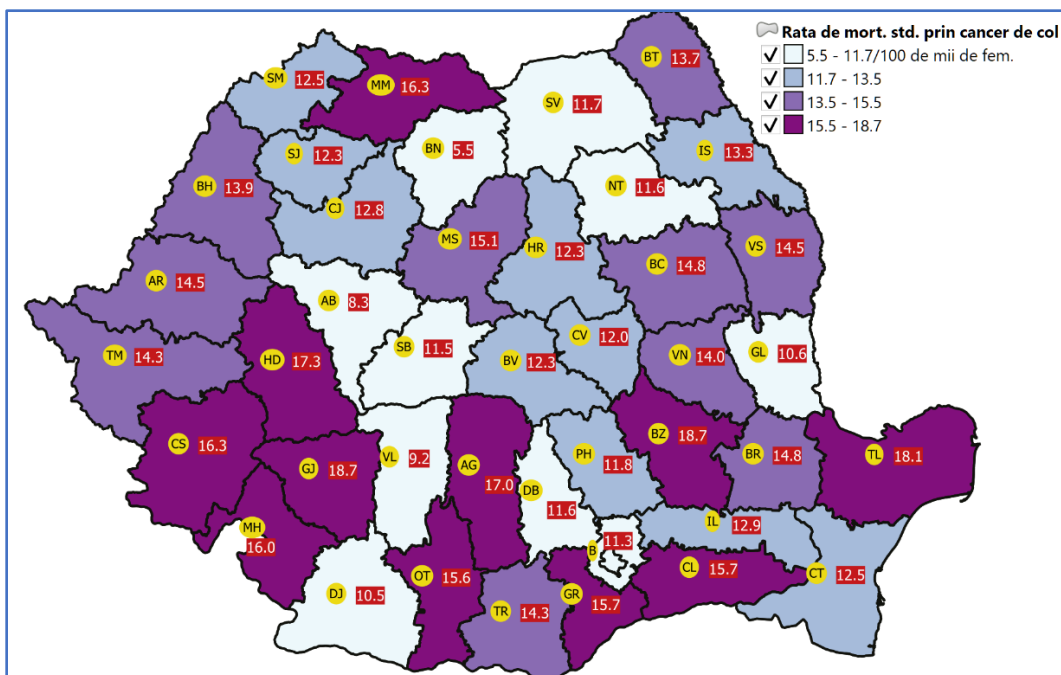 Rata de mort. std. prin cancer de col
5.5 - 11.7/100 de mii de fem.
11.7 - 13.5
13.5 - 15.5
15.5 - 18.7
BT 13.7
SM 12.5
MM 16.3
SV 11.7
IS 13.3
SJ 12.3
BN 5.5
NT 11.6
BH 13.9
CJ 12.8
MS 15.1
HR 12.3
BC 14.8
VS 14.5
AR 14.5
AB 8.3
TM 14.3
HD 17.3
SB 11.5
BV 12.3
CV 12.0
VN 14.0
GL 10.6
CS 16.3
GJ 18.7
VL 9.2
AG 17.0
DB 11.6
PH 11.8
BZ 18.7
BR 14.8
TL 18.1
MH 16.0
B 11.3
IL 12.9
DJ 10.5
OT 15.6
TR 14.3
GR 15.7
CL 15.7
CT 12.5